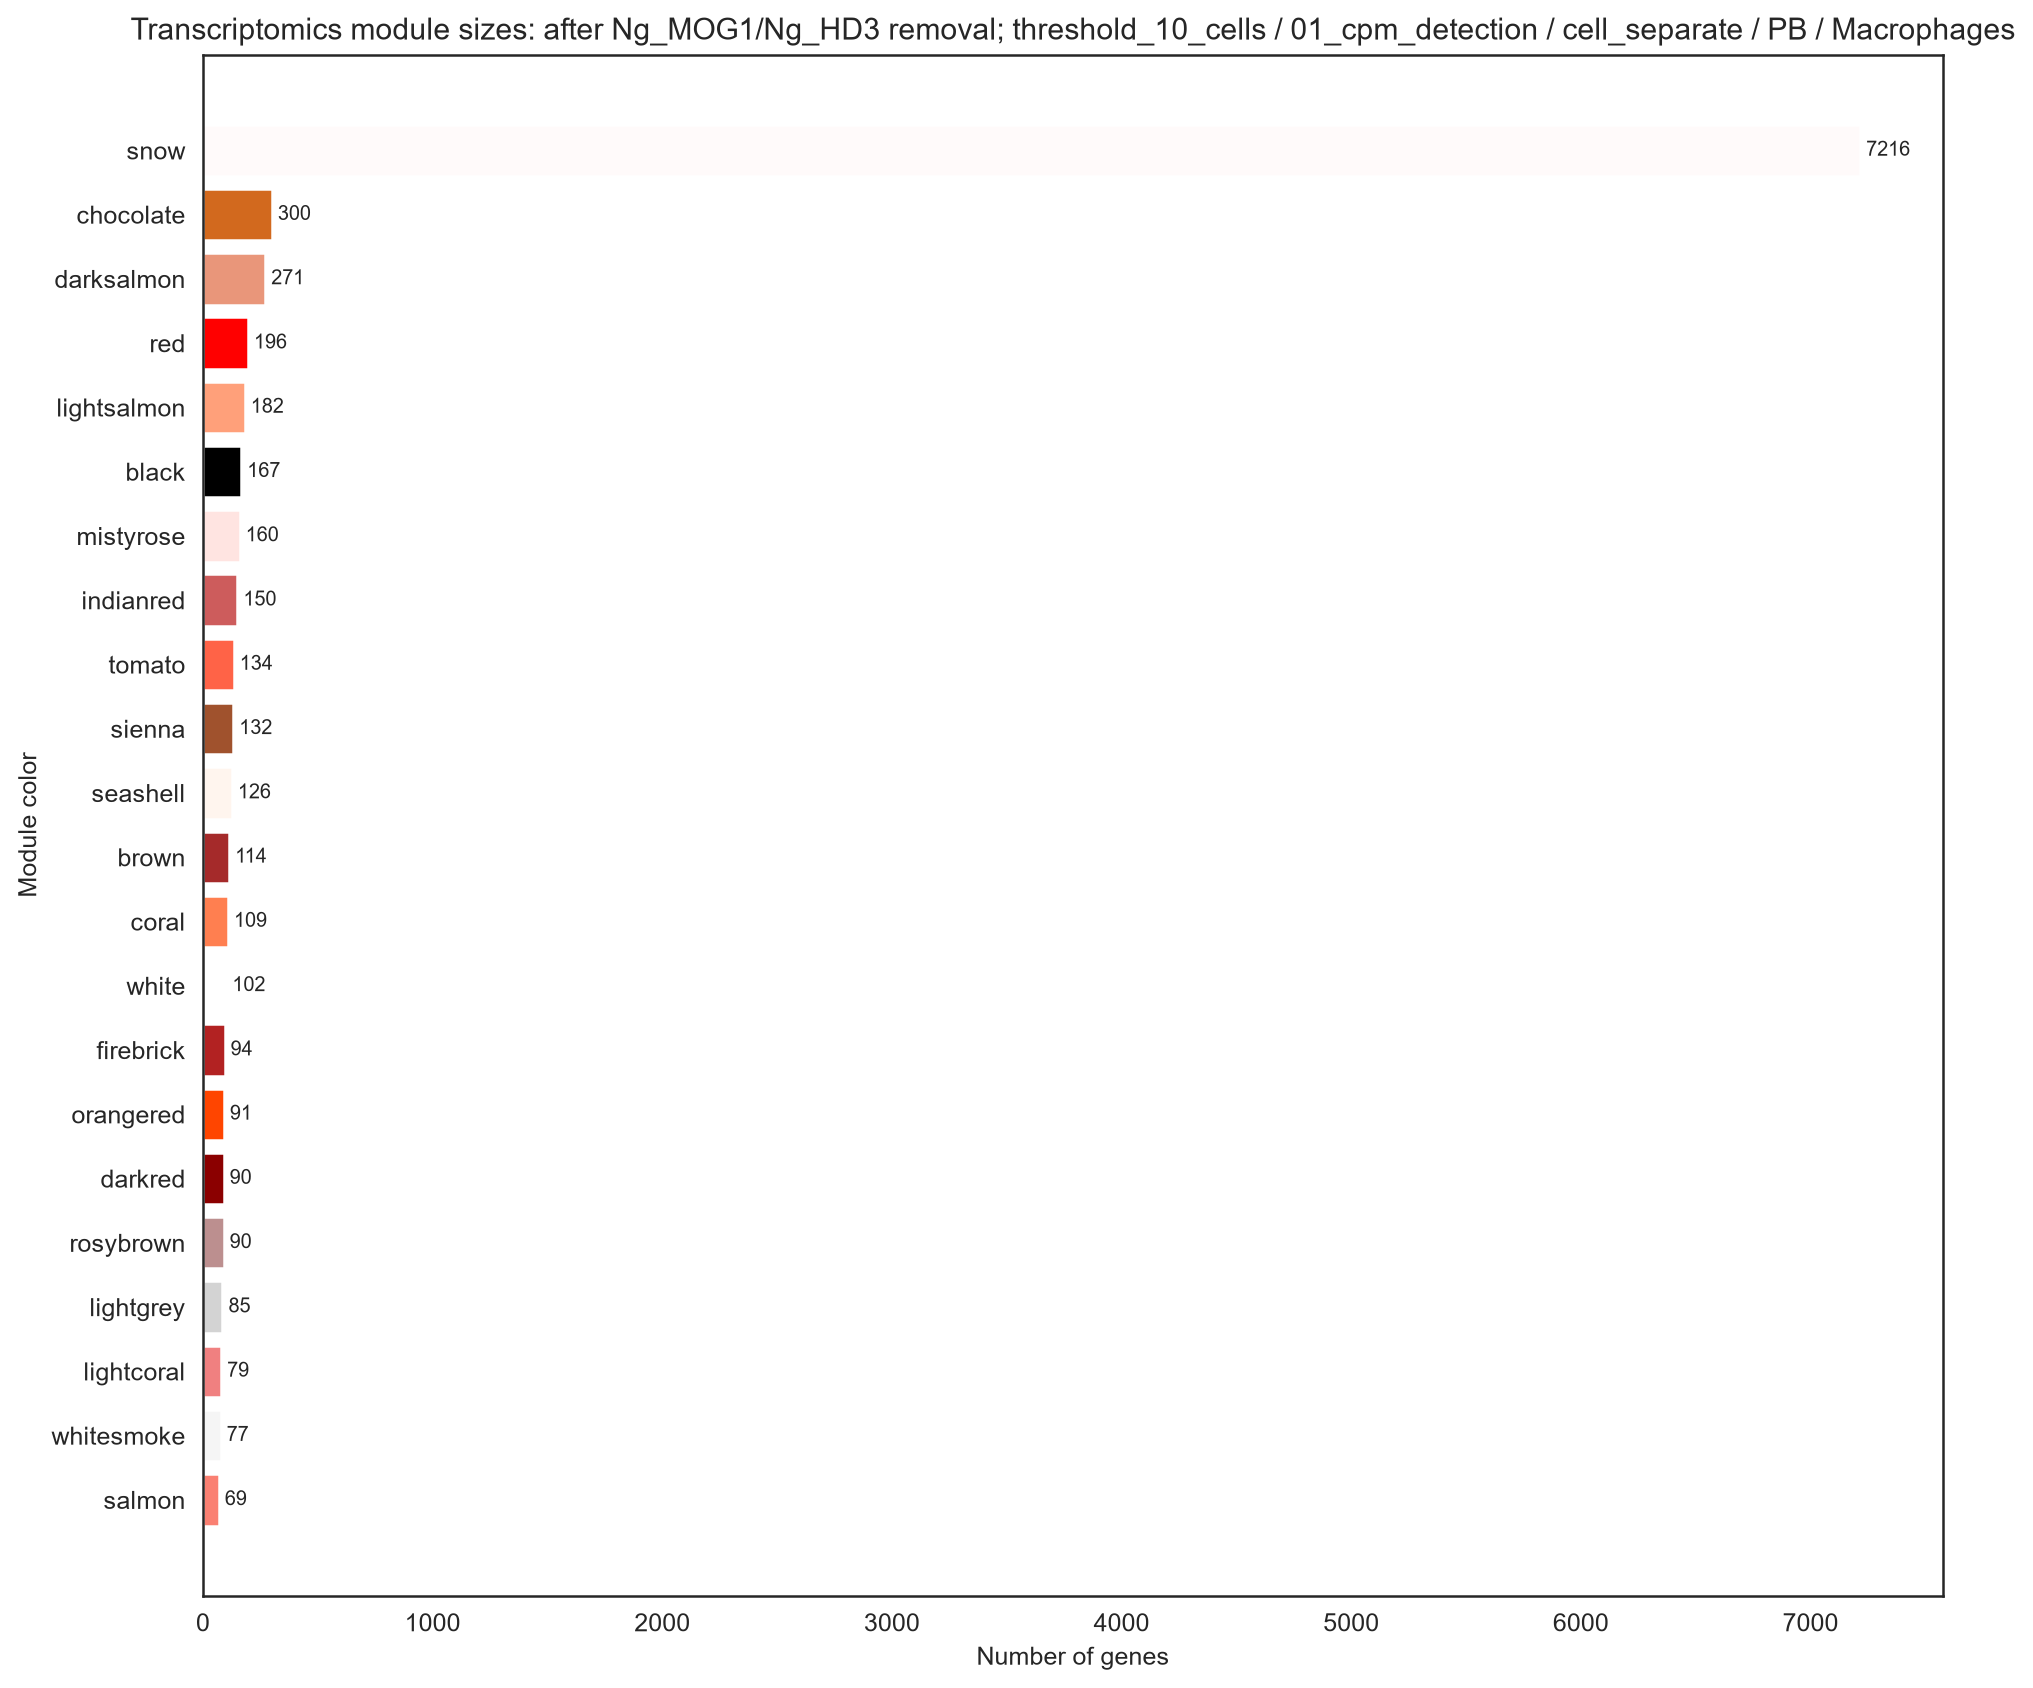 Transcriptomics module sizes: after Ng_MOG1/Ng_HD3 removal; threshold_10_cells / 01_cpm_detection / cell_separate / PB / Macrophages
snow 7216
chocolate 300
darksalmon 271
red 196
lightsalmon 182
black 167
mistyrose 160
indianred 150
tomato 134
sienna 132
seashell 126
brown 114
coral 109
white 102
firebrick 94
orangered 91
darkred 90
rosybrown 90
lightgrey 85
lightcoral 79
whitesmoke 77
salmon 69
Module color
0 1000 2000 3000 4000 5000 6000 7000
Number of genes